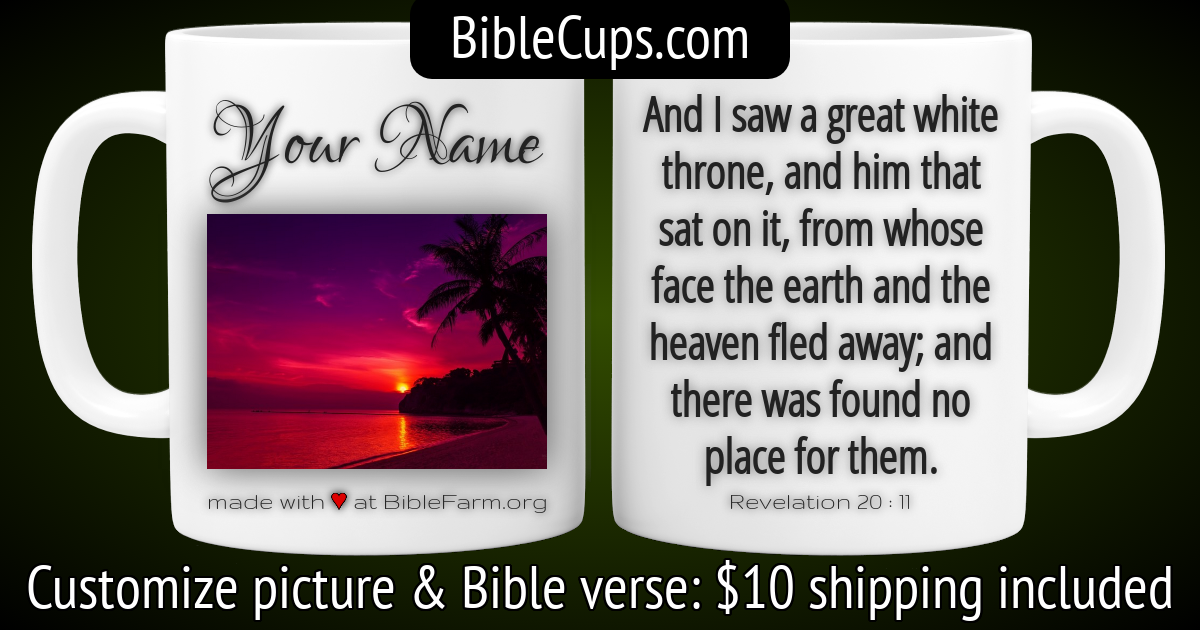 BibleCups.com
Your Name
made with ♥ at BibleFarm.org
And I saw a great white
throne, and him that
sat on it, from whose
face the earth and the
heaven fled away; and
there was found no
place for them.
Revelation 20 : 11
Customize picture & Bible verse: $10 shipping included